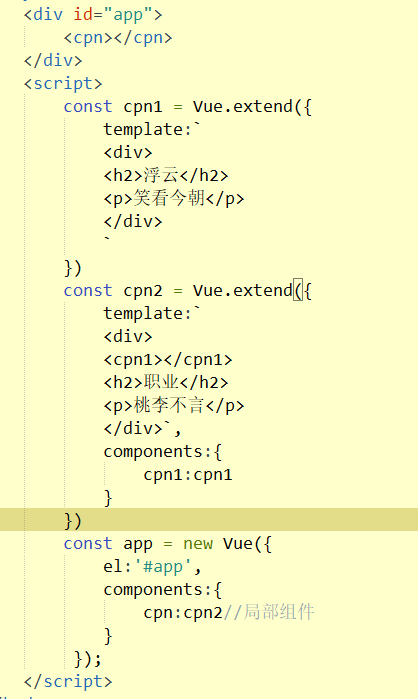 <div id="app">
    <cpn></cpn>
</div>
<script>
    const cpn1 = Vue.extend({
        template:`
        <div>
        <h2>浮云</h2>
        <p>笑看今朝</p>
        </div>
        `
    })
    const cpn2 = Vue.extend({
        template:`
        <div>
        <cpn1></cpn1>
        <h2>职业</h2>
        <p>桃李不言</p>
        </div>`,
        components:{
            cpn1:cpn1
        }
    })
    const app = new Vue({
        el:'#app',
        components:{
            cpn:cpn2//局部组件
        }
     });
</script>